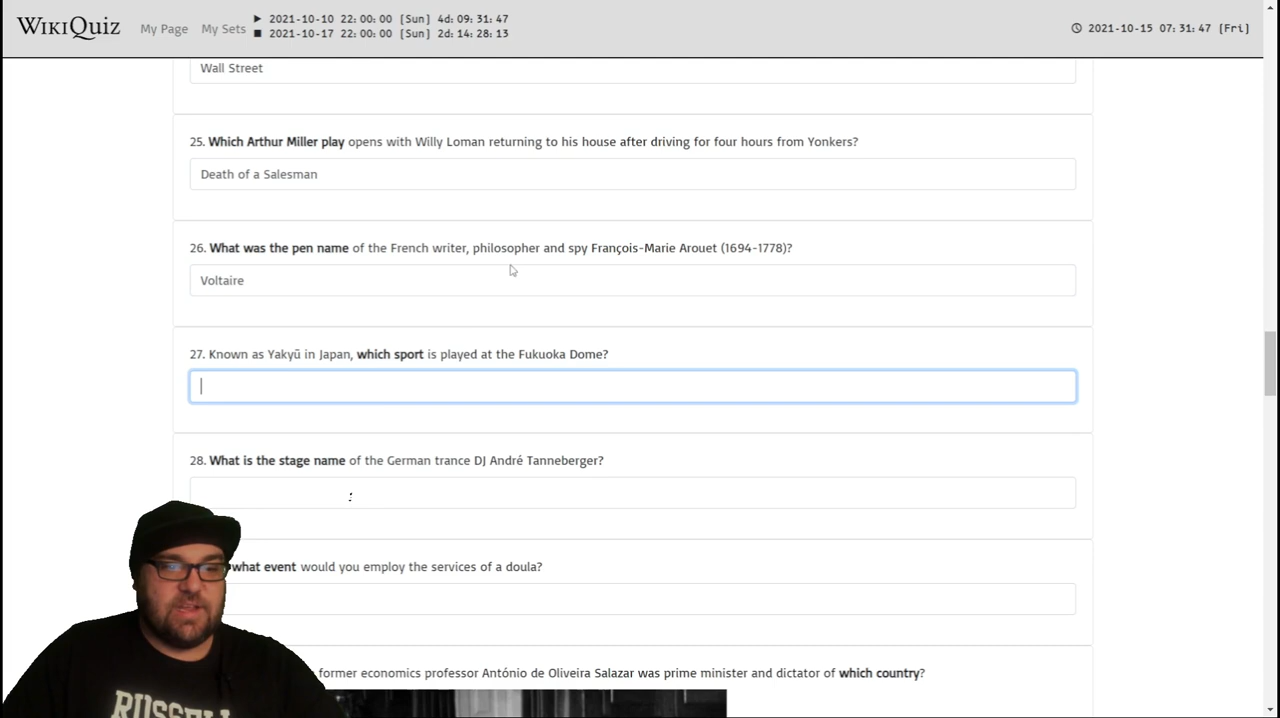 WIKIQUIZ My Page My Sets
▶ 2021-10-10 22:00:00 [Sun] 4d:09:31:47
■ 2021-10-17 22:00:00 [Sun] 2d:14:28:13
2021-10-15 07:31:47 [Fri]
Wall Street
25. Which Arthur Miller play opens with Willy Loman returning to his house after driving for four hours from Yonkers?
Death of a Salesman
26. What was the pen name of the French writer, philosopher and spy François-Marie Arouet (1694-1778)?
Voltaire
27. Known as Yakyū in Japan, which sport is played at the Fukuoka Dome?
28. What is the stage name of the German trance DJ André Tanneberger?
what event would you employ the services of a doula?
former economics professor António de Oliveira Salazar was prime minister and dictator of which country?
RUSSELL